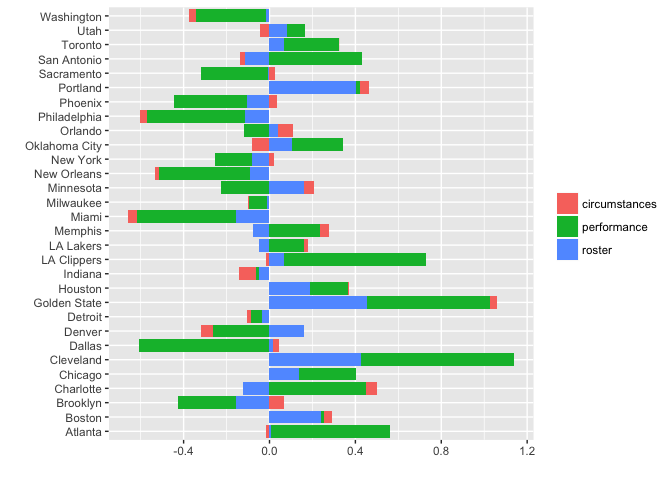 Washington
Utah
Toronto
San Antonio
Sacramento
Portland
Phoenix
Philadelphia
Orlando
Oklahoma City
New York
New Orleans
Minnesota
Milwaukee
Miami
Memphis
LA Lakers
LA Clippers
Indiana
Houston
Golden State
Detroit
Denver
Dallas
Cleveland
Chicago
Charlotte
Brooklyn
Boston
Atlanta
-0.4 0.0 0.4 0.8 1.2
circumstances
performance
roster